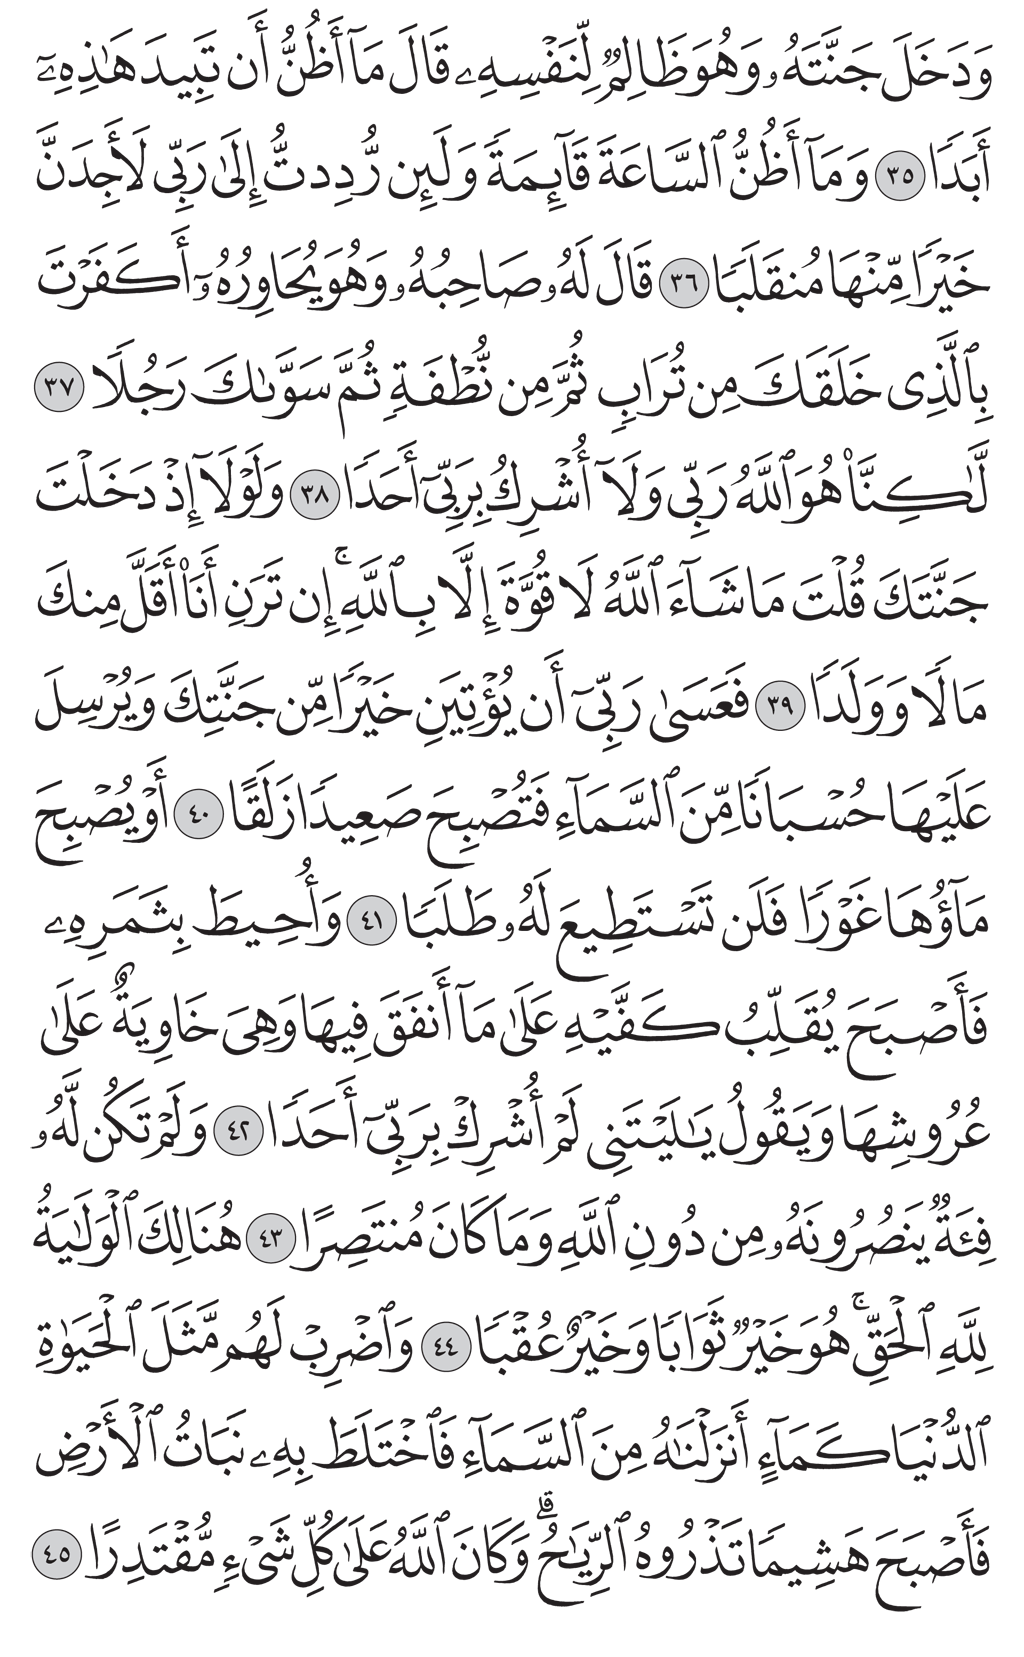 وَدَخَلَ جَنَّتَهُۥ وَهُوَ ظَالِمٌ لِّنَفْسِهِۦ قَالَ مَآ أَظُنُّ أَن تَبِيدَ هَٰذِهِۦٓ
أَبَدًا ٣٥ وَمَآ أَظُنُّ ٱلسَّاعَةَ قَآئِمَةً وَلَئِن رُّدِدتُّ إِلَىٰ رَبِّى لَأَجِدَنَّ
خَيْرًا مِّنْهَا مُنقَلَبًا ٣٦ قَالَ لَهُۥ صَاحِبُهُۥ وَهُوَ يُحَاوِرُهُۥٓ أَكَفَرْتَ
بِٱلَّذِى خَلَقَكَ مِن تُرَابٍ ثُمَّ مِن نُّطْفَةٍ ثُمَّ سَوَّىٰكَ رَجُلًا ٣٧
لَّٰكِنَّا۠ هُوَ ٱللَّهُ رَبِّى وَلَآ أُشْرِكُ بِرَبِّىٓ أَحَدًا ٣٨ وَلَوْلَآ إِذْ دَخَلْتَ
جَنَّتَكَ قُلْتَ مَا شَآءَ ٱللَّهُ لَا قُوَّةَ إِلَّا بِٱللَّهِ ۚ إِن تَرَنِ أَنَا۠ أَقَلَّ مِنكَ
مَالًا وَوَلَدًا ٣٩ فَعَسَىٰ رَبِّىٓ أَن يُؤْتِيَنِ خَيْرًا مِّن جَنَّتِكَ وَيُرْسِلَ
عَلَيْهَا حُسْبَانًا مِّنَ ٱلسَّمَآءِ فَتُصْبِحَ صَعِيدًا زَلَقًا ٤٠ أَوْ يُصْبِحَ
مَآؤُهَا غَوْرًا فَلَن تَسْتَطِيعَ لَهُۥ طَلَبًا ٤١ وَأُحِيطَ بِثَمَرِهِۦ
فَأَصْبَحَ يُقَلِّبُ كَفَّيْهِ عَلَىٰ مَآ أَنفَقَ فِيهَا وَهِىَ خَاوِيَةٌ عَلَىٰ
عُرُوشِهَا وَيَقُولُ يَٰلَيْتَنِى لَمْ أُشْرِكْ بِرَبِّىٓ أَحَدًا ٤٢ وَلَمْ تَكُن لَّهُۥ
فِئَةٌ يَنصُرُونَهُۥ مِن دُونِ ٱللَّهِ وَمَا كَانَ مُنتَصِرًا ٤٣ هُنَالِكَ ٱلْوَلَٰيَةُ
لِلَّهِ ٱلْحَقِّ ۚ هُوَ خَيْرٌ ثَوَابًا وَخَيْرٌ عُقْبًا ٤٤ وَٱضْرِبْ لَهُم مَّثَلَ ٱلْحَيَوٰةِ
ٱلدُّنْيَا كَمَآءٍ أَنزَلْنَٰهُ مِنَ ٱلسَّمَآءِ فَٱخْتَلَطَ بِهِۦ نَبَاتُ ٱلْأَرْضِ
فَأَصْبَحَ هَشِيمًا تَذْرُوهُ ٱلرِّيَٰحُ ۗ وَكَانَ ٱللَّهُ عَلَىٰ كُلِّ شَىْءٍ مُّقْتَدِرًا ٤٥